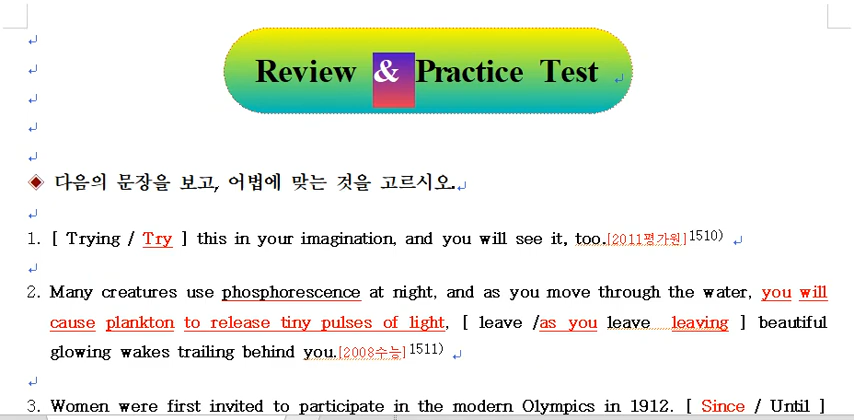 Review & Practice Test
다음의 문장을 보고, 어법에 맞는 것을 고르시오.
1. [ Trying / Try ] this in your imagination, and you will see it, too.[2011평가원]1510)
2. Many creatures use phosphorescence at night, and as you move through the water, you will
cause plankton to release tiny pulses of light, [ leave /as you leave leaving ] beautiful
glowing wakes trailing behind you.[2008수능]1511)
3. Women were first invited to participate in the modern Olympics in 1912. [ Since / Until ]